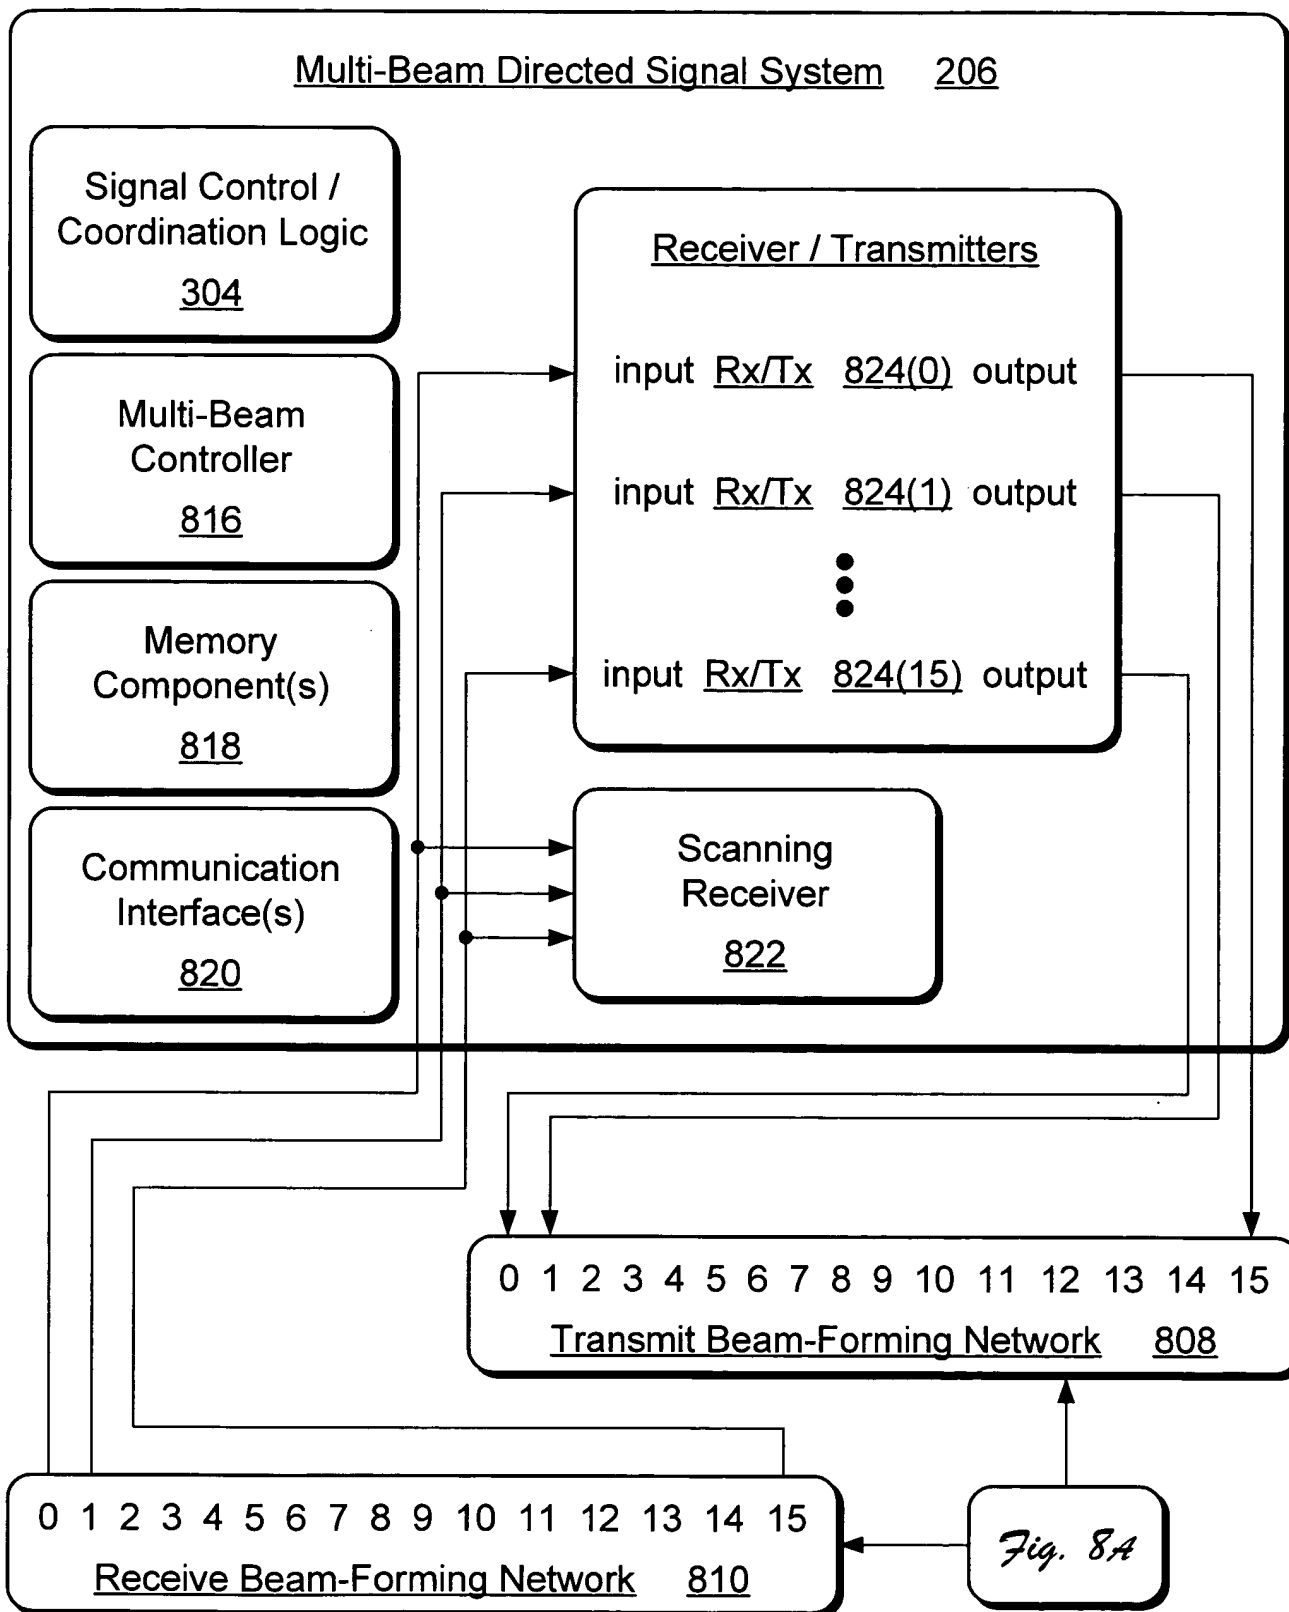 Multi-Beam Directed Signal System 206
Signal Control /
Coordination Logic
304
Multi-Beam
Controller
816
Memory
Component(s)
818
Communication
Interface(s)
820
Receiver / Transmitters
input Rx/Tx 824(0) output
input Rx/Tx 824(1) output
input Rx/Tx 824(15) output
Scanning
Receiver
822
0 1 2 3 4 5 6 7 8 9 10 11 12 13 14 15
Transmit Beam-Forming Network 808
0 1 2 3 4 5 6 7 8 9 10 11 12 13 14 15
Receive Beam-Forming Network 810
Fig. 8A